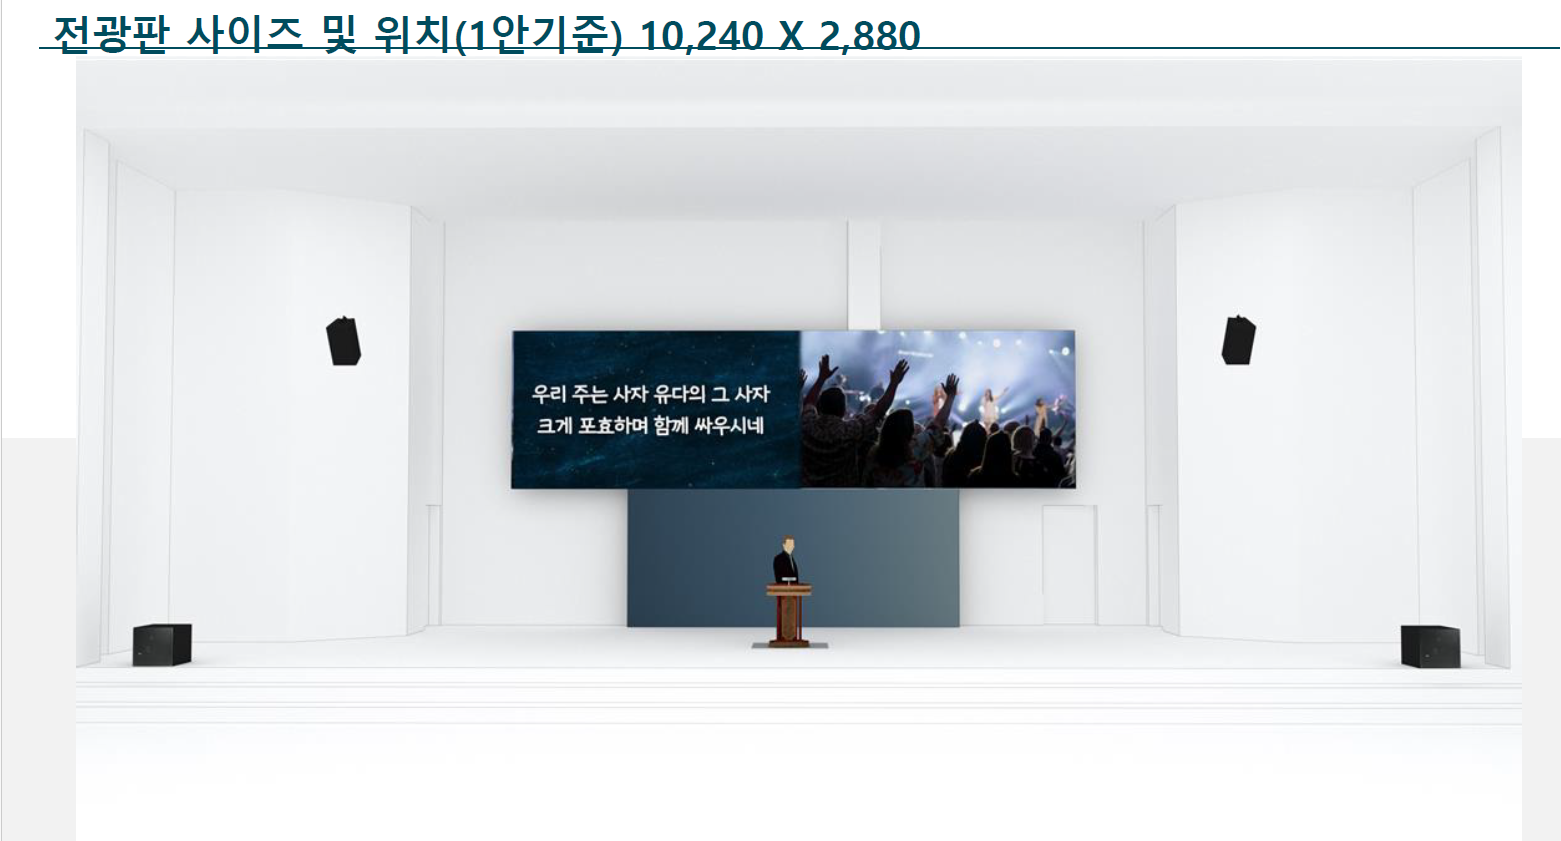 전광판 사이즈 및 위치(1안기준) 10,240 X 2,880
우리 주는 사자 유다의 그 사자
크게 포효하며 함께 싸우시네